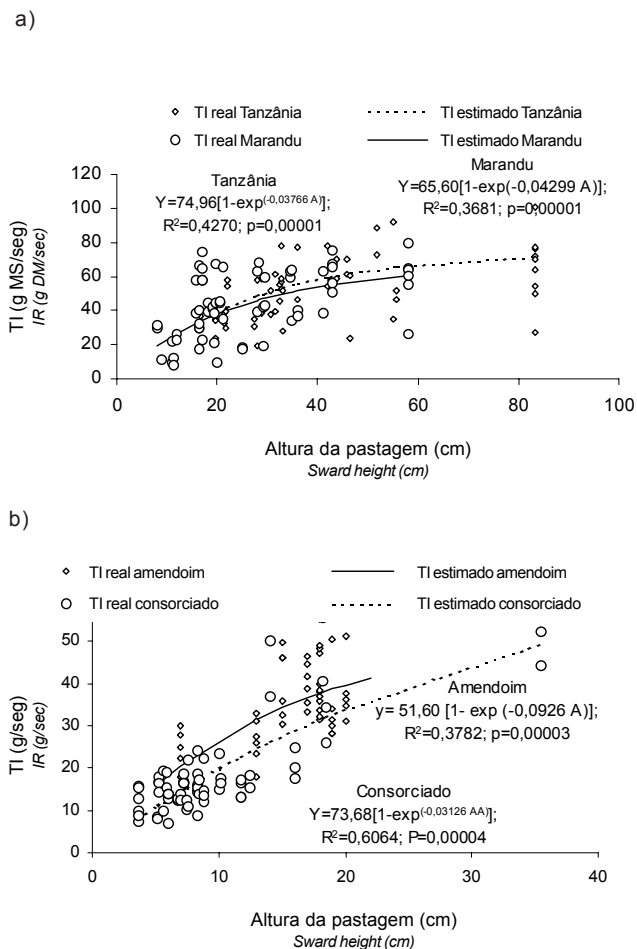 a)
TI real Tanzânia TI estimado Tanzânia
TI real Marandu TI estimado Marandu
Tanzânia
Y=74,96[1-exp(-0,03766 A)];
R2=0,4270; p=0,00001
Marandu
Y=65,60[1-exp(-0,04299 A)];
R2=0,3681; p=0,00001
TI (g MS/seg)
IR (g DM/sec)
120
100
80
60
40
20
0
0 20 40 60 80 100
Altura da pastagem (cm)
Sward height (cm)
b)
TI real amendoim TI estimado amendoim
TI real consorciado TI estimado consorciado
TI (g/seg)
IR (g/sec)
50
40
30
20
10
0
Amendoim
y= 51,60 [1- exp (-0,0926 A)];
R2=0,3782; p=0,00003
Consorciado
Y=73,68[1-exp(-0,03126 AA)];
R2=0,6064; P=0,00004
0 10 20 30 40
Altura da pastagem (cm)
Sward height (cm)